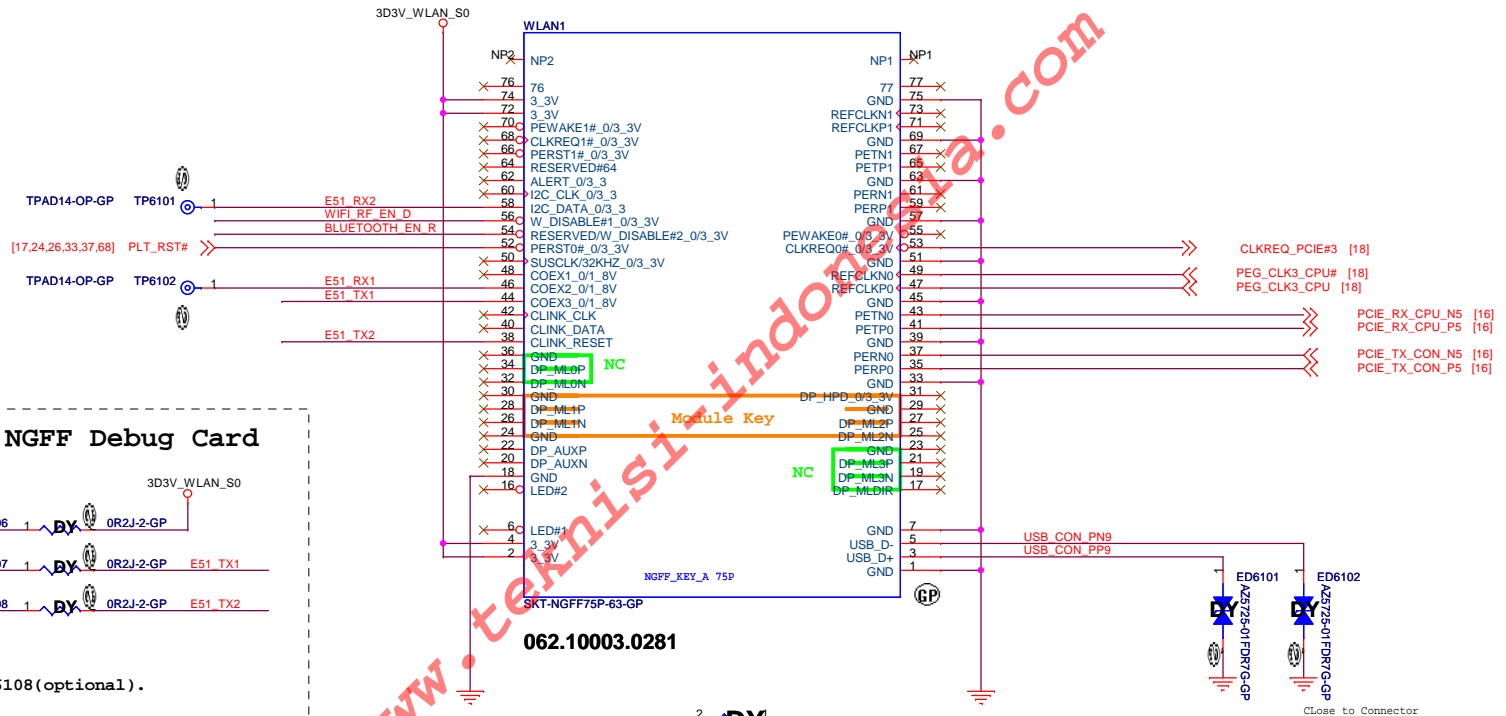 3D3V_WLAN_S0
WLAN1
NP2 NP2 NP1 NP1
76 76 77 77
74 3_3V GND 75
72 3_3V REFCLKN1 73
70 PEWAKE1#_0/3_3V REFCLKP1 71
68 CLKREQ1#_0/3_3V GND 69
66 PERST1#_0/3_3V PETN1 67
64 RESERVED#64 PETP1 65
62 ALERT_0/3_3 GND 63
60 I2C_CLK_0/3_3 PERN1 61
TPAD14-OP-GP TP6101 1 E51_RX2 58 I2C_DATA_0/3_3 PERP1 59
WIFI_RF_EN_D 56 W_DISABLE#1_0/3_3V GND 57
BLUETOOTH_EN_R 54 RESERVED/W_DISABLE#2_0/3_3V PEWAKE0#_0/3_3V 55
[17,24,26,33,37,68] PLT_RST# 52 PERST0#_0/3_3V CLKREQ0#_0/3_3V 53 CLKREQ_PCIE#3 [18]
50 SUSCLK/32KHZ_0/3_3V GND 51
48 COEX1_0/1_8V REFCLKN0 49 PEG_CLK3_CPU# [18]
TPAD14-OP-GP TP6102 1 E51_RX1 46 COEX2_0/1_8V REFCLKP0 47 PEG_CLK3_CPU [18]
E51_TX1 44 COEX3_0/1_8V GND 45
42 CLINK_CLK PETN0 43 PCIE_RX_CPU_N5 [16]
40 CLINK_DATA PETP0 41 PCIE_RX_CPU_P5 [16]
E51_TX2 38 CLINK_RESET GND 39
36 GND PERN0 37 PCIE_TX_CON_N5 [16]
34 DP_ML0P NC PERP0 35 PCIE_TX_CON_P5 [16]
32 DP_ML0N GND 33
30 GND DP_HPD_0/3_3V 31
28 DP_ML1P GND 29
26 DP_ML1N Module Key DP_ML2P 27
24 GND DP_ML2N 25
22 DP_AUXP GND 23
20 DP_AUXN NC DP_ML3P 21
18 GND DP_ML3N 19
16 LED#2 DP_MLDIR 17
6 LED#1 GND 7
4 3_3V USB_D- 5 USB_CON_PN9
2 3_3V USB_D+ 3 USB_CON_PP9
GND 1
NGFF_KEY_A 75P
SKT-NGFF75P-63-GP
GP
062.10003.0281
NGFF Debug Card
3D3V_WLAN_S0
06 1 DY 0R2J-2-GP
07 1 DY 0R2J-2-GP E51_TX1
08 1 DY 0R2J-2-GP E51_TX2
6108(optional).
1 ED6101 1 ED6102
DY AZ5725-01FDR7G-GP DY AZ5725-01FDR7G-GP
CLose to Connector
2 DY 1
www.teknisi-indonesia.com